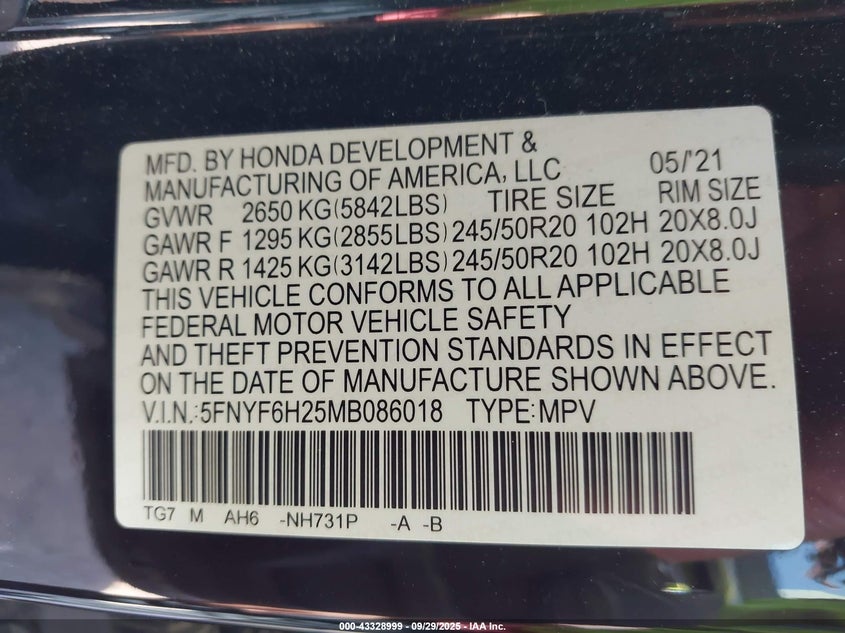 MFD. BY HONDA DEVELOPMENT &
MANUFACTURING OF AMERICA, LLC 05/'21
GVWR 2650 KG(5842LBS) TIRE SIZE RIM SIZE
GAWR F 1295 KG(2855LBS) 245/50R20 102H 20X8.0J
GAWR R 1425 KG(3142LBS) 245/50R20 102H 20X8.0J
THIS VEHICLE CONFORMS TO ALL APPLICABLE
FEDERAL MOTOR VEHICLE SAFETY
AND THEFT PREVENTION STANDARDS IN EFFECT
ON THE DATE OF MANUFACTURE SHOWN ABOVE.
V.I.N.:5FNYF6H25MB086018 TYPE:MPV
TG7 M AH6 -NH731P -A -B
000-43328999 — 09/29/2025 — IAA Inc.